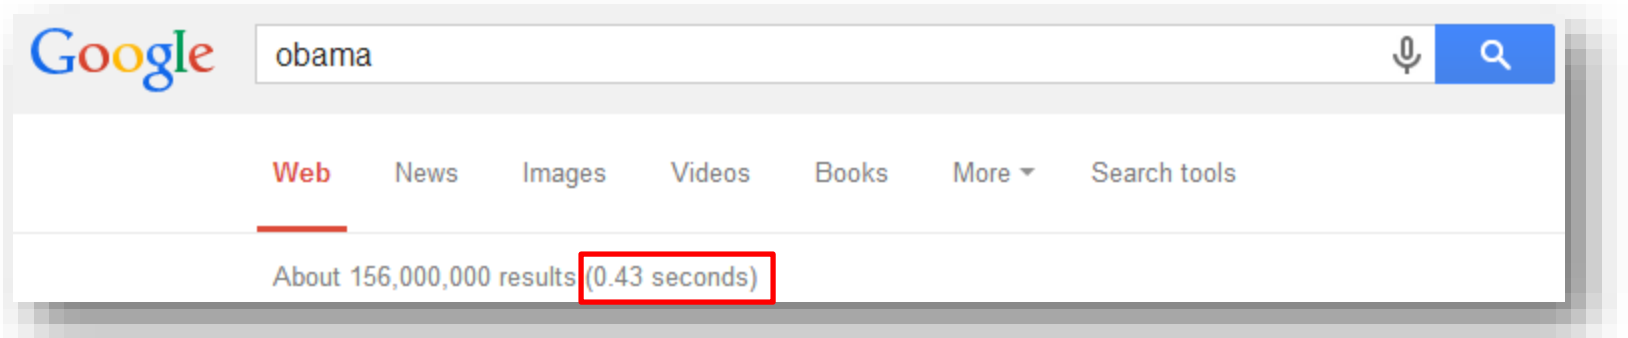 Google obama
Web News Images Videos Books More Search tools
About 156,000,000 results (0.43 seconds)